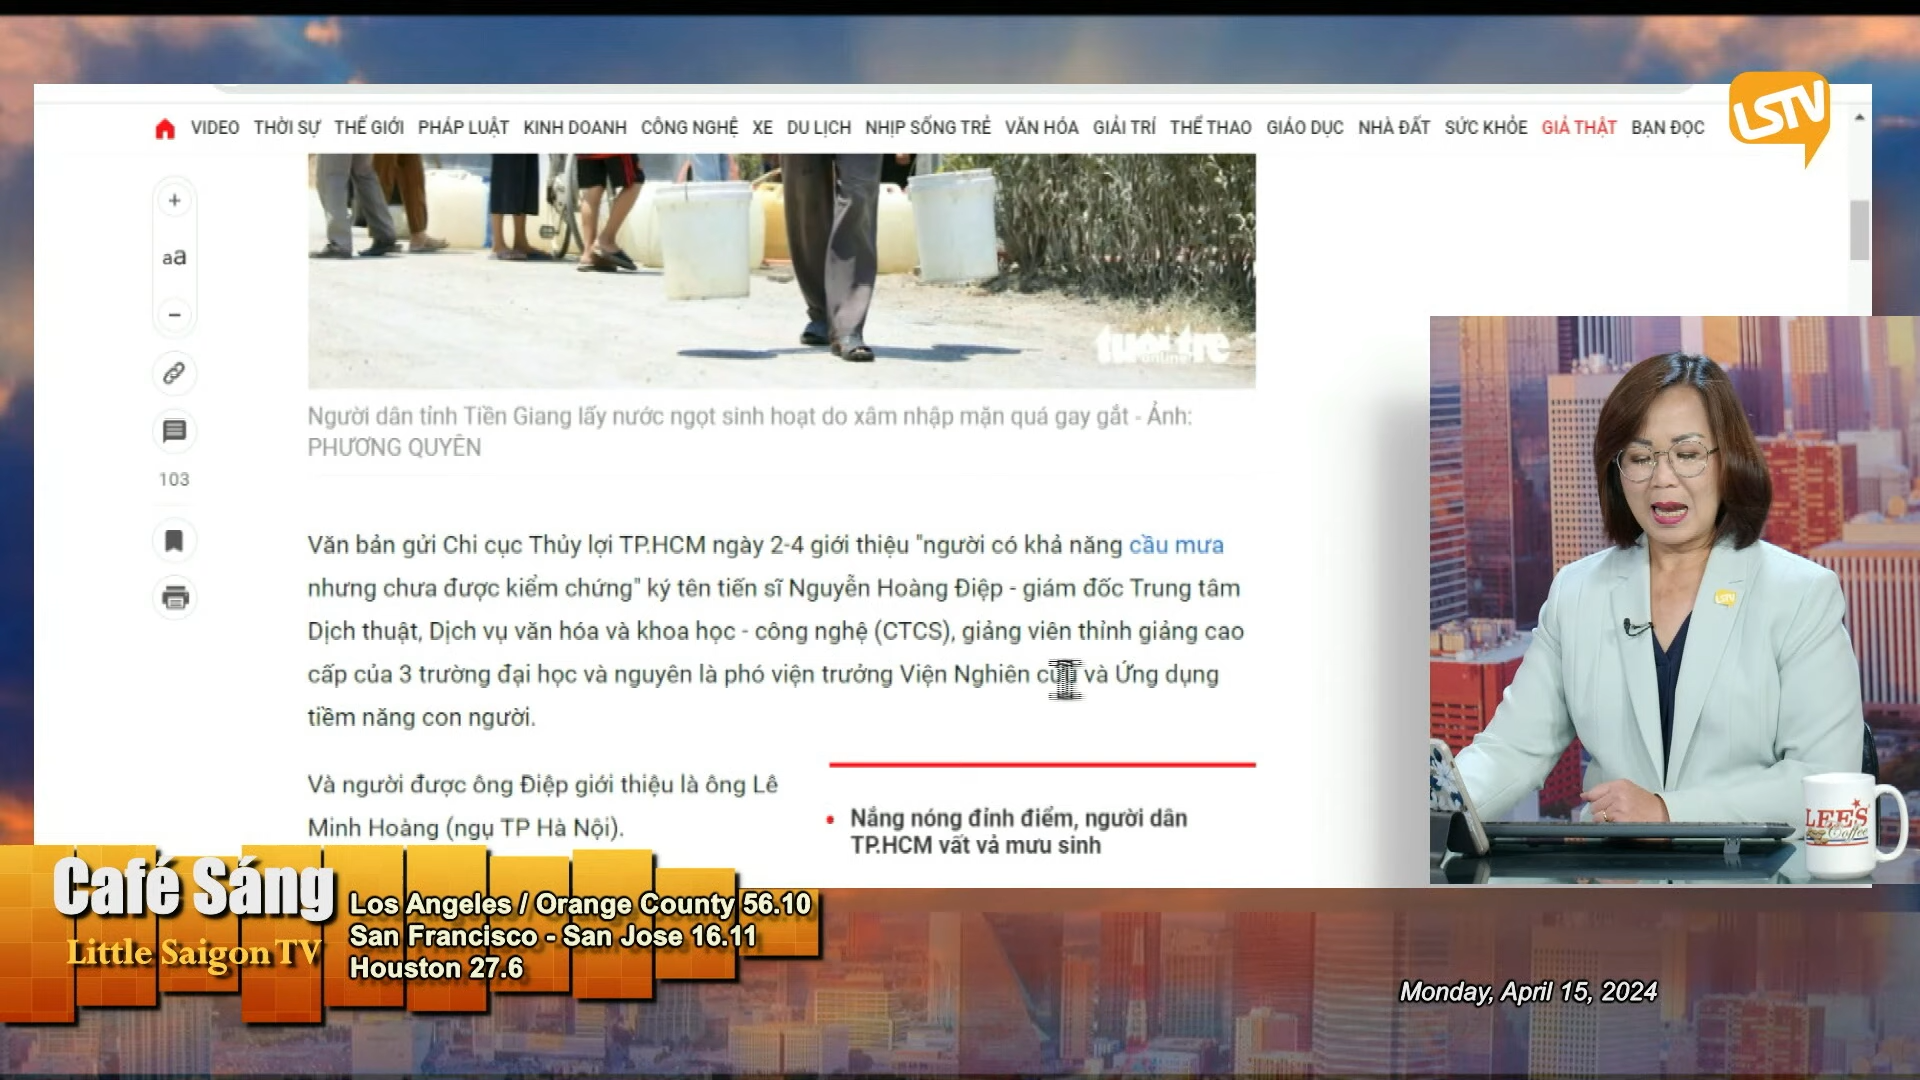 LSTV
VIDEO THỜI SỰ THẾ GIỚI PHÁP LUẬT KINH DOANH CÔNG NGHỆ XE DU LỊCH NHỊP SỐNG TRẺ VĂN HÓA GIẢI TRÍ THỂ THAO GIÁO DỤC NHÀ ĐẤT SỨC KHỎE GIẢ THẬT BẠN ĐỌC
+
aa
−
103
tuổi trẻ
online
Người dân tỉnh Tiền Giang lấy nước ngọt sinh hoạt do xâm nhập mặn quá gay gắt - Ảnh:
PHƯƠNG QUYÊN
Văn bản gửi Chi cục Thủy lợi TP.HCM ngày 2-4 giới thiệu "người có khả năng cầu mưa
nhưng chưa được kiểm chứng" ký tên tiến sĩ Nguyễn Hoàng Điệp - giám đốc Trung tâm
Dịch thuật, Dịch vụ văn hóa và khoa học - công nghệ (CTCS), giảng viên thỉnh giảng cao
cấp của 3 trường đại học và nguyên là phó viện trưởng Viện Nghiên cứu và Ứng dụng
tiềm năng con người.
Và người được ông Điệp giới thiệu là ông Lê
Minh Hoàng (ngụ TP Hà Nội).
Nắng nóng đỉnh điểm, người dân
TP.HCM vất vả mưu sinh
LSTV
LEE'S
Coffee
Café Sáng
Little Saigon TV
Los Angeles / Orange County 56.10
San Francisco - San Jose 16.11
Houston 27.6
Monday, April 15, 2024